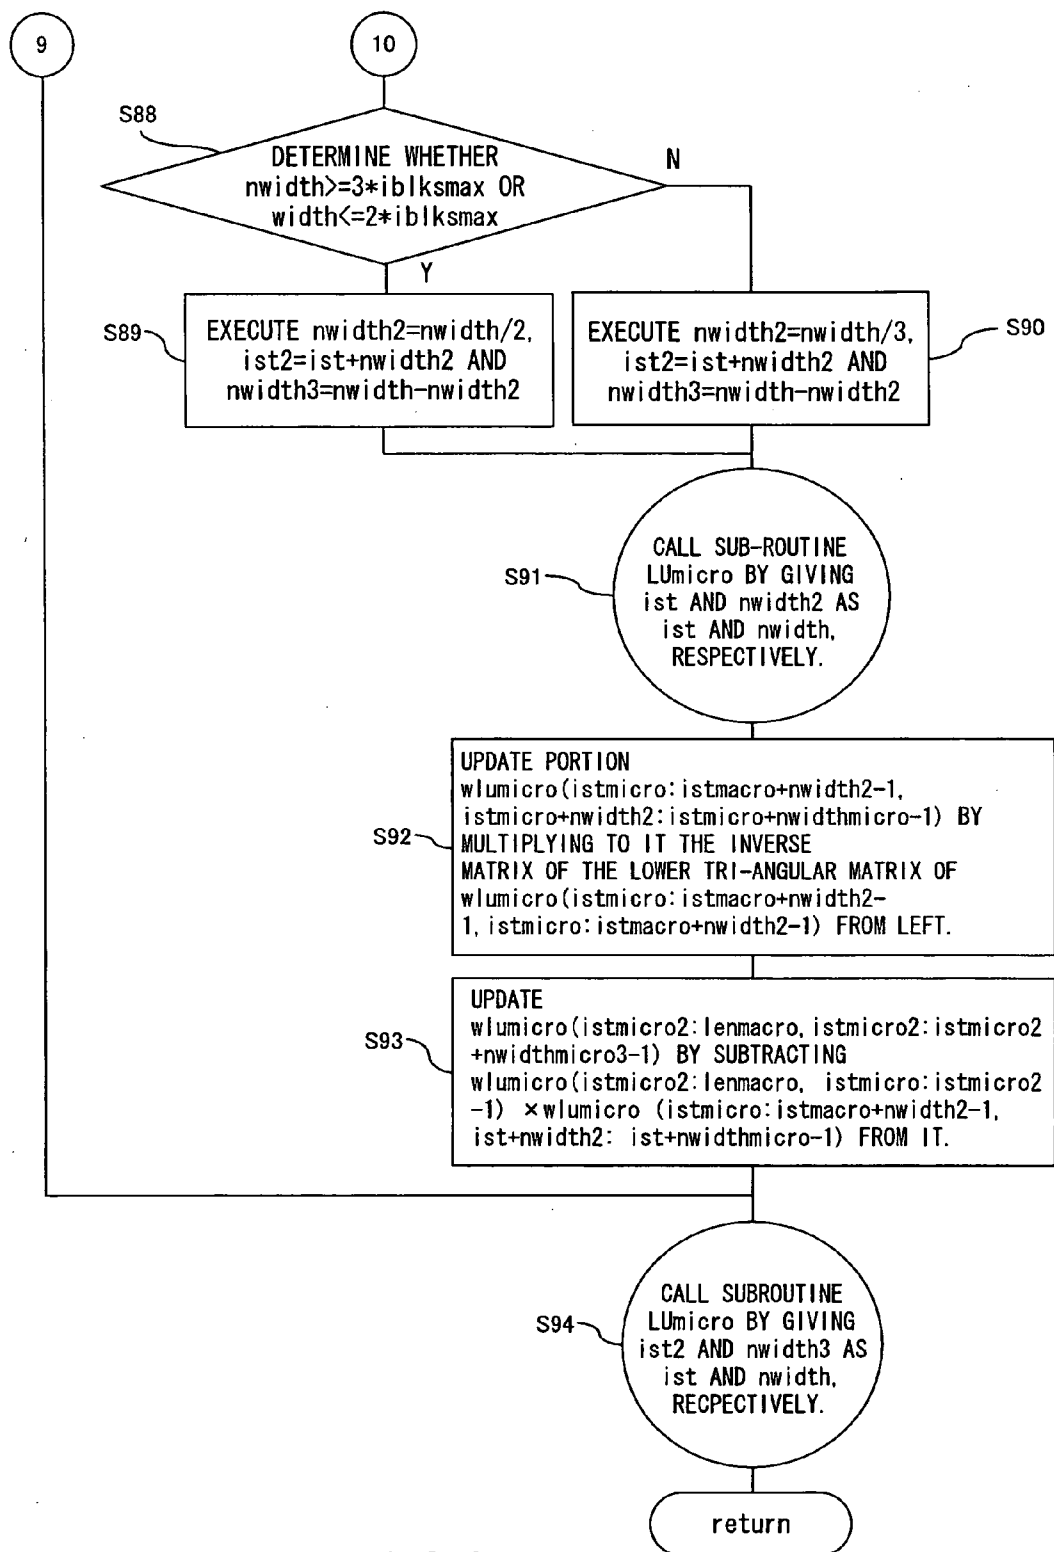 9
10
S88
DETERMINE WHETHER
nwidth>=3*iblksmax OR
width<=2*iblksmax
N
Y
S89
EXECUTE nwidth2=nwidth/2,
ist2=ist+nwidth2 AND
nwidth3=nwidth-nwidth2
EXECUTE nwidth2=nwidth/3,
ist2=ist+nwidth2 AND
nwidth3=nwidth-nwidth2
S90
S91
CALL SUB-ROUTINE
LUmicro BY GIVING
ist AND nwidth2 AS
ist AND nwidth,
RESPECTIVELY.
S92
UPDATE PORTION
wlumicro(istmicro:istmacro+nwidth2-1,
istmicro+nwidth2:istmicro+nwidthmicro-1) BY
MULTIPLYING TO IT THE INVERSE
MATRIX OF THE LOWER TRI-ANGULAR MATRIX OF
wlumicro(istmicro:istmacro+nwidth2-
1,istmicro:istmacro+nwidth2-1) FROM LEFT.
S93
UPDATE
wlumicro(istmicro2:lenmacro,istmicro2:istmicro2
+nwidthmicro3-1) BY SUBTRACTING
wlumicro(istmicro2:lenmacro, istmicro:istmicro2
-1) ×wlumicro (istmicro:istmacro+nwidth2-1,
ist+nwidth2: ist+nwidthmicro-1) FROM IT.
S94
CALL SUBROUTINE
LUmicro BY GIVING
ist2 AND nwidth3 AS
ist AND nwidth,
RECPECTIVELY.
return